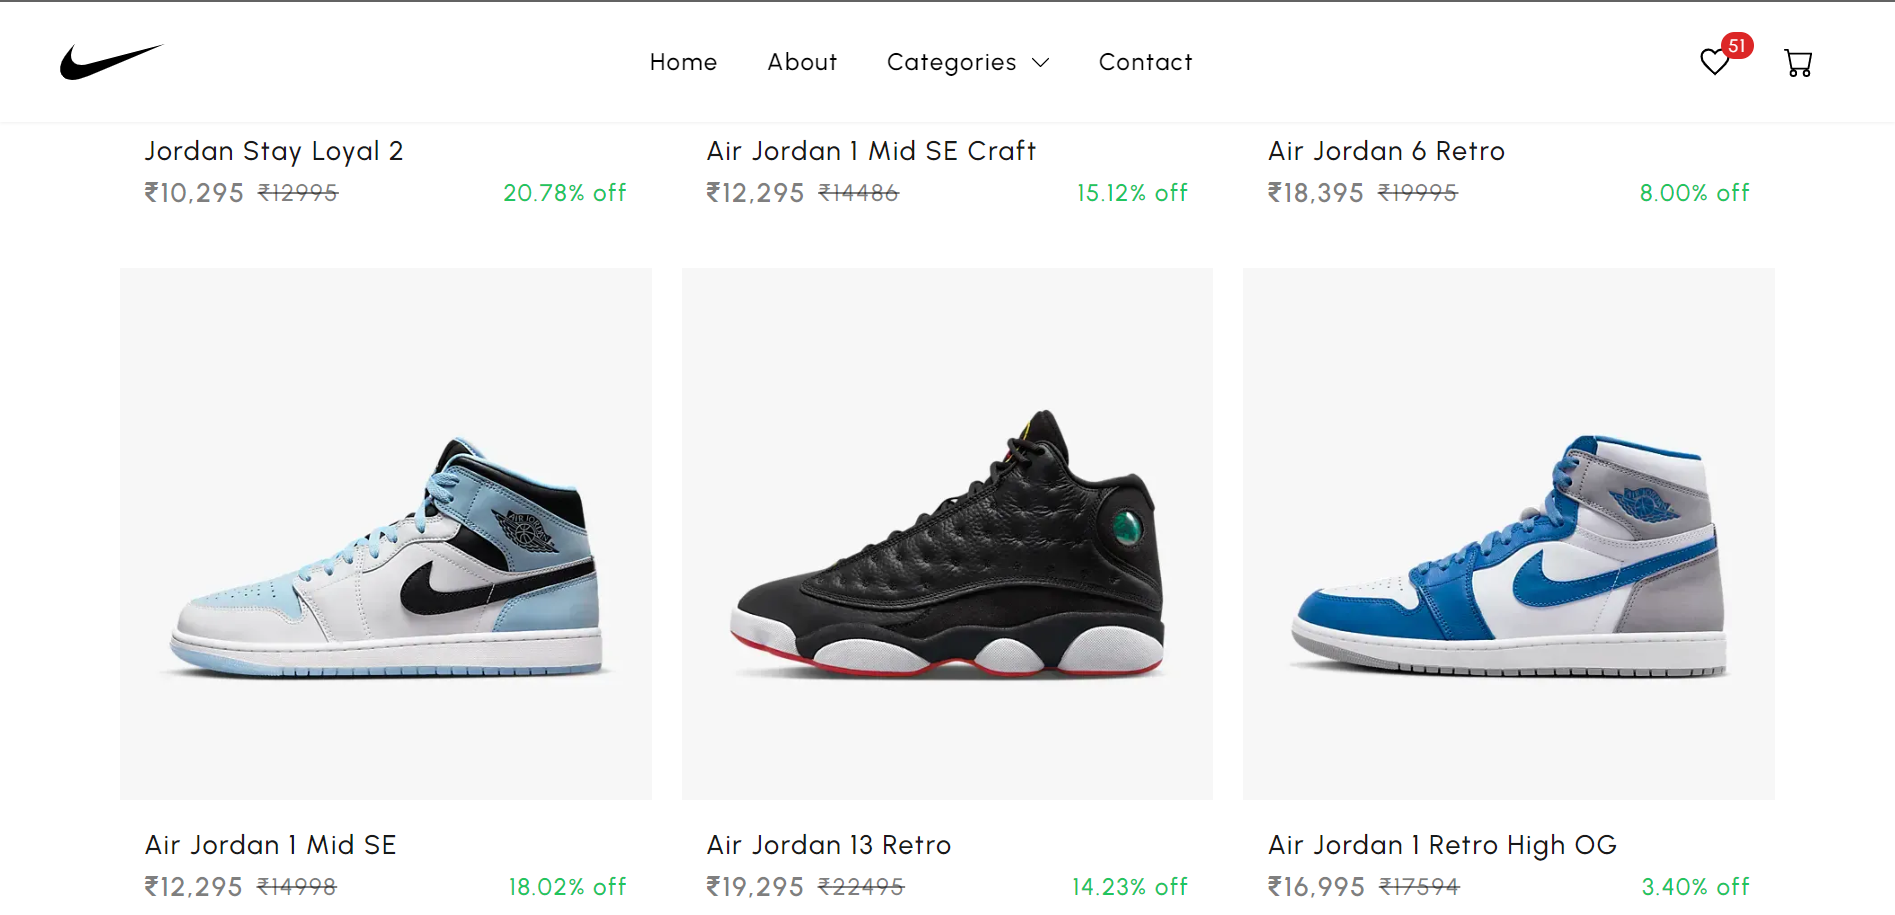 Home About Categories Contact 51
Jordan Stay Loyal 2
₹10,295 ₹12995 20.78% off
Air Jordan 1 Mid SE Craft
₹12,295 ₹14486 15.12% off
Air Jordan 6 Retro
₹18,395 ₹19995 8.00% off
AIR JORDAN
Air Jordan 1 Mid SE
₹12,295 ₹14998 18.02% off
Air Jordan 13 Retro
₹19,295 ₹22495 14.23% off
Air Jordan 1 Retro High OG
₹16,995 ₹17594 3.40% off